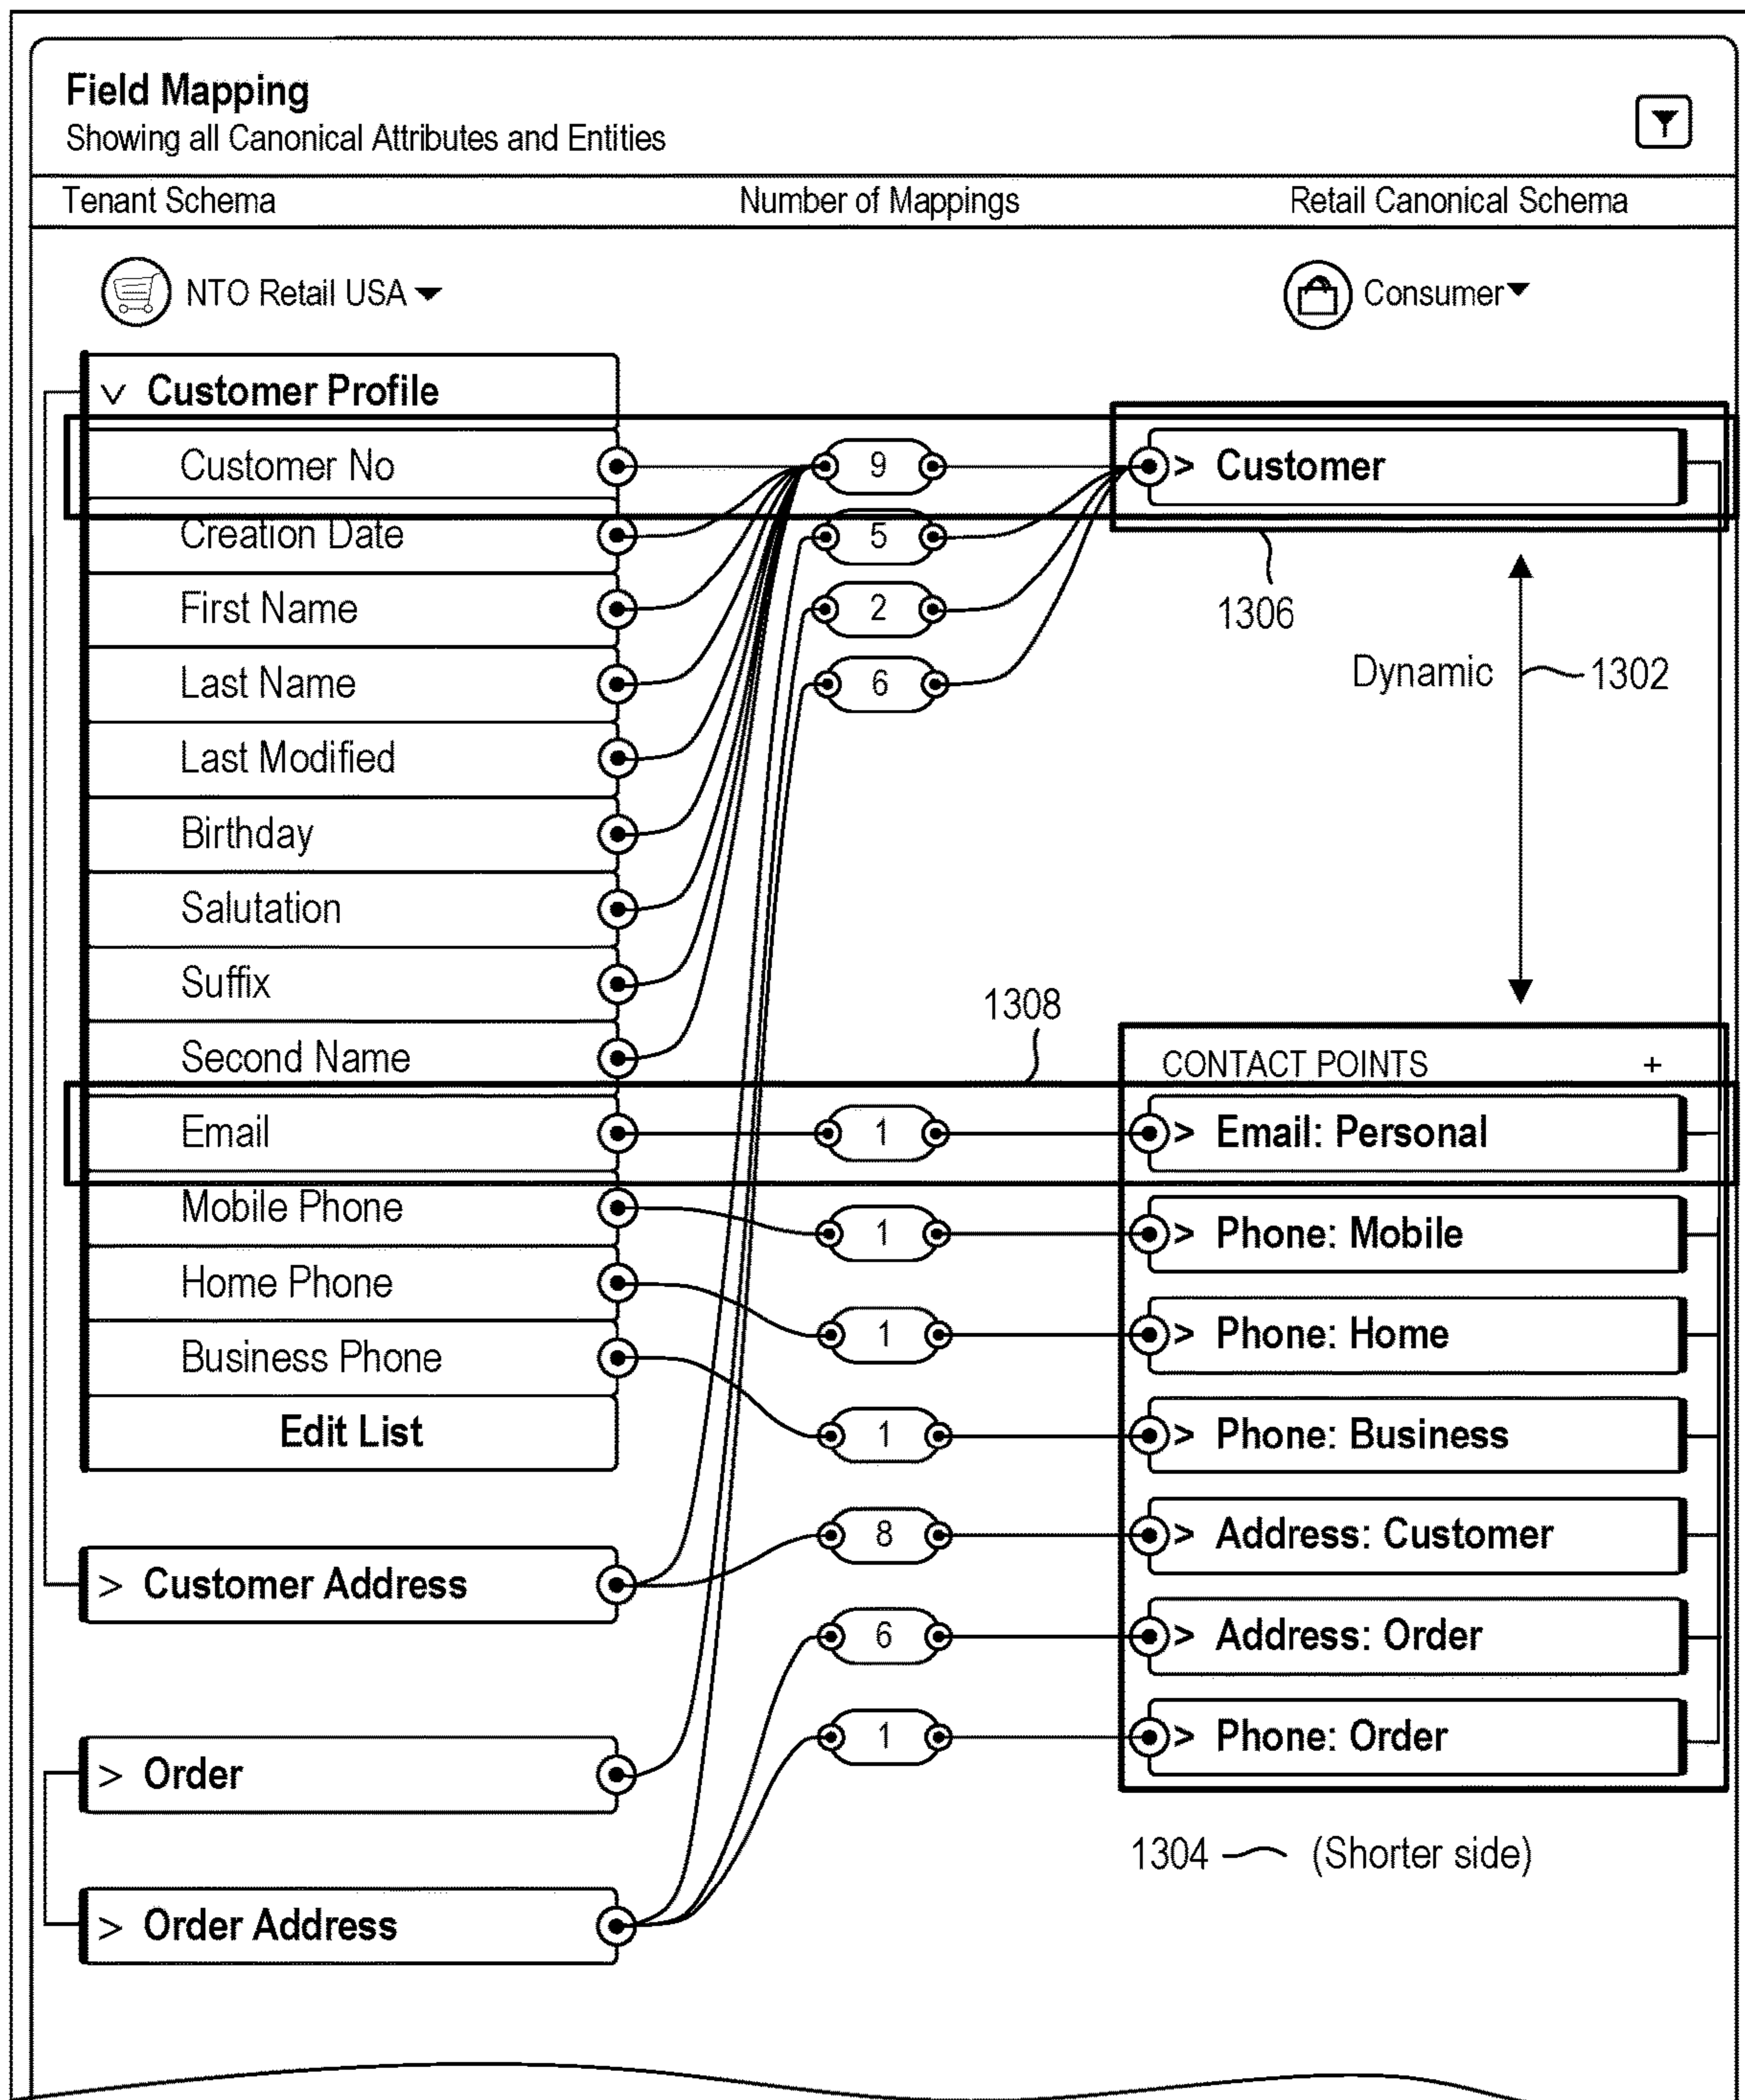 Field Mapping
Showing all Canonical Attributes and Entities
Tenant Schema Number of Mappings Retail Canonical Schema
NTO Retail USA Consumer
Customer Profile
Customer No 9 > Customer
Creation Date 5
First Name 2 1306
Last Name 6 Dynamic 1302
Last Modified
Birthday
Salutation
Suffix 1308
Second Name CONTACT POINTS +
Email 1 > Email: Personal
Mobile Phone 1 > Phone: Mobile
Home Phone 1 > Phone: Home
Business Phone 1 > Phone: Business
Edit List
> Customer Address 8 > Address: Customer
6 > Address: Order
> Order 1 > Phone: Order
1304 (Shorter side)
> Order Address